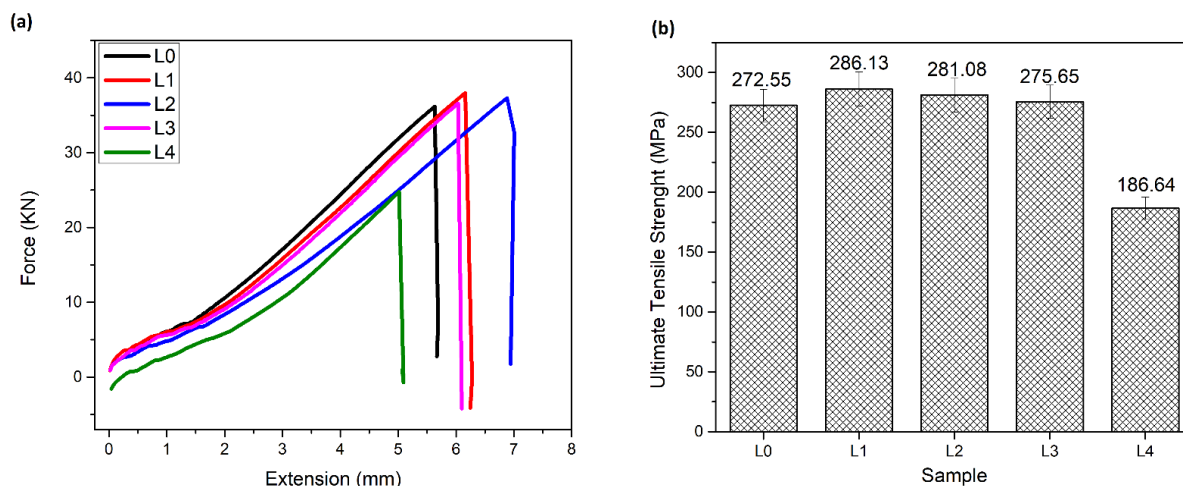 (a)
L0
L1
L2
L3
L4
40
30
20
10
0
Force (KN)
0 1 2 3 4 5 6 7 8
Extension (mm)
(b)
300
250
200
150
100
50
0
Ultimate Tensile Strenght (MPa)
272.55
286.13
281.08
275.65
186.64
L0 L1 L2 L3 L4
Sample